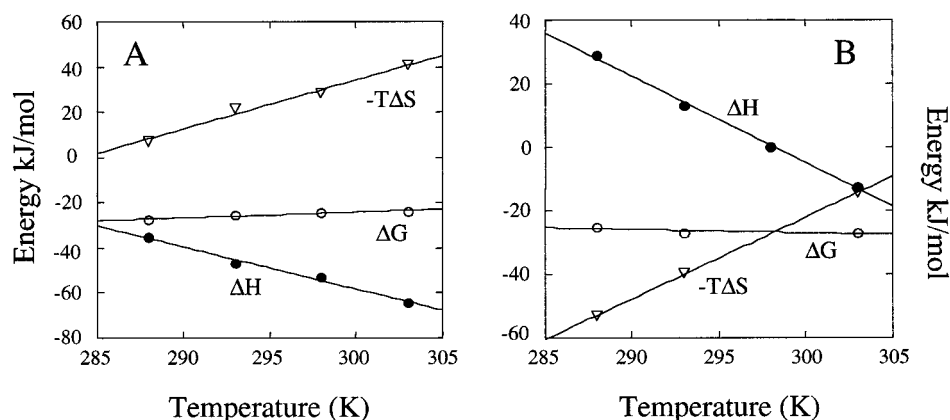 A
60
40
20
0
-20
-40
-60
-80
Energy kJ/mol
-TΔS
ΔG
ΔH
285 290 295 300 305
Temperature (K)
B
40
20
0
-20
-40
-60
Energy kJ/mol
ΔH
ΔG
-TΔS
285 290 295 300 305
Temperature (K)